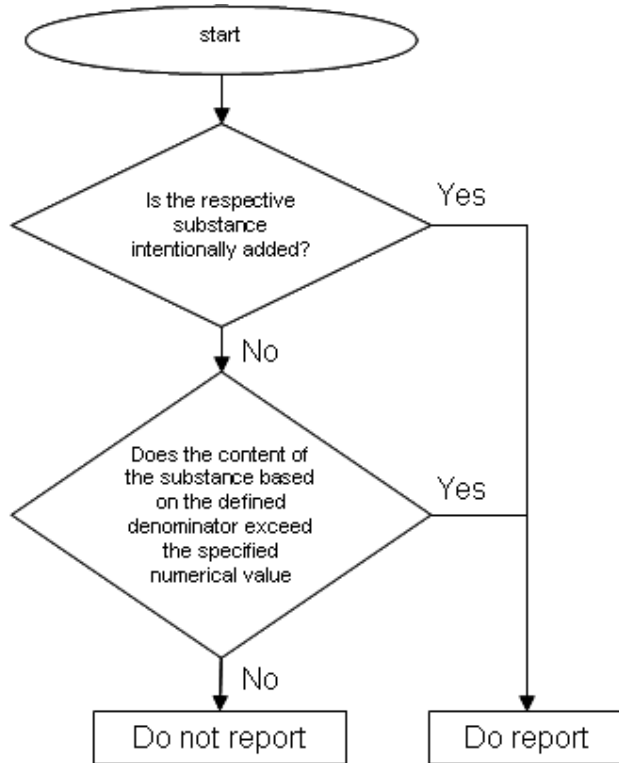 start
Is the respective
substance
intentionally added?
Yes
No
Does the content of
the substance based
on the defined
denominator exceed
the specified
numerical value
Yes
No
Do not report
Do report